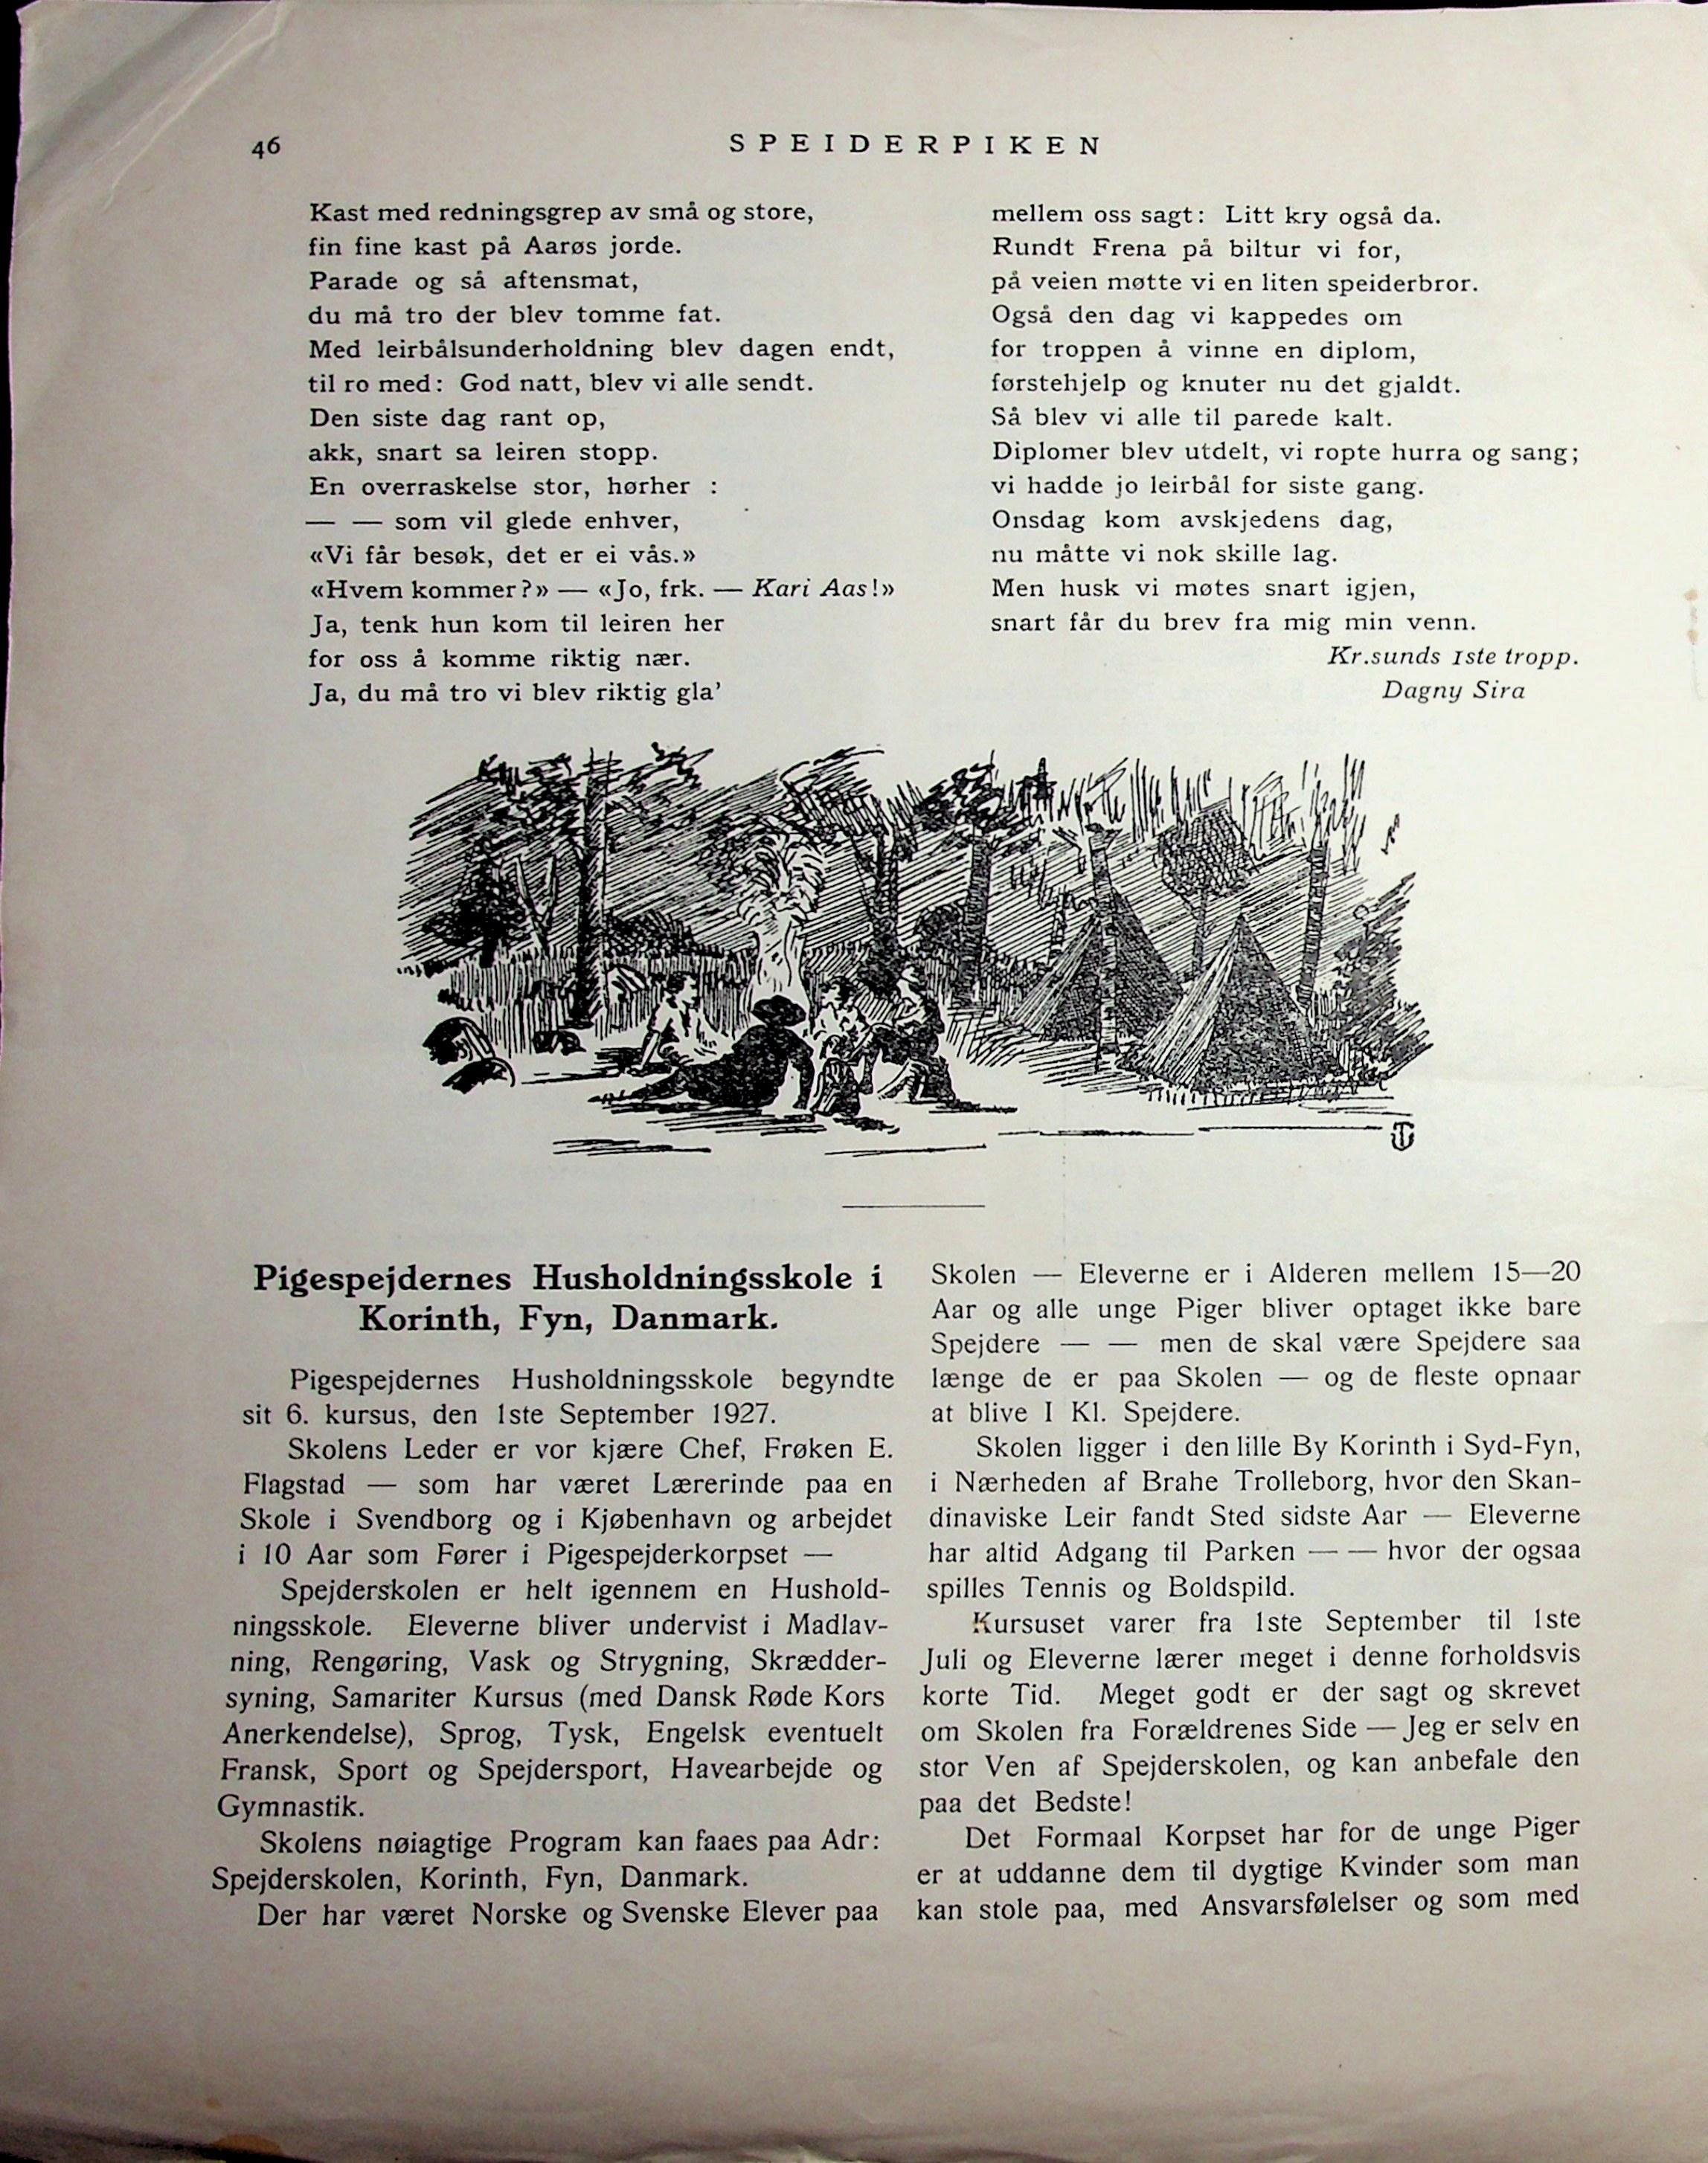 46
SPEIDERPIKEN
Kast med redningsgrep av små og store,
fin fine kast på Aarøs jorde.
Parade og så aftensmat,
du må tro der blev tomme fat.
Med leirbålsunderholdning blev dagen endt,
til ro med: God natt, blev vi alle sendt.
Den siste dag rant op,
akk, snart sa leiren stopp.
En overraskelse stor, hørher :
— — som vil glede enhver,
«Vi får besøk, det er ei vås.»
«Hvem kommer?» — «Jo, frk. — Kari Aas!»
Ja, tenk hun kom til leiren her
for oss å komme riktig nær.
Ja, du må tro vi blev riktig gla’
mellem oss sagt: Litt kry også da.
Rundt Frena på biltur vi for,
på veien møtte vi en liten speiderbror.
Også den dag vi kappedes om
for troppen å vinne en diplom,
førstehjelp og knuter nu det gjaldt.
Så blev vi alle til parede kalt.
Diplomer blev utdelt, vi ropte hurra og sang;
vi hadde jo leirbål for siste gang.
Onsdag kom avskjedens dag,
nu måtte vi nok skille lag.
Men husk vi møtes snart igjen,
snart får du brev fra mig min venn.
Kr.sunds 1ste tropp.
Dagny Sira
Pigespejdernes Husholdningsskole i
Korinth, Fyn, Danmark.
Pigespejdernes Husholdningsskole begyndte
sit 6. kursus, den 1ste September 1927.
Skolens Leder er vor kjære Chef, Frøken E.
Flagstad — som har været Lærerinde paa en
Skole i Svendborg og i Kjøbenhavn og arbejdet
i 10 Aar som Fører i Pigespejderkorpset —
Spejderskolen er helt igennem en Hushold-
ningsskole. Eleverne bliver undervist i Madlav-
ning, Rengøring, Vask og Strygning, Skrædder-
syning, Samariter Kursus (med Dansk Røde Kors
Anerkendelse), Sprog, Tysk, Engelsk eventuelt
Fransk, Sport og Spejdersport, Havearbejde og
Gymnastik.
Skolens nøiagtige Program kan faaes paa Adr:
Spejderskolen, Korinth, Fyn, Danmark.
Der har været Norske og Svenske Elever paa
Skolen — Eleverne er i Alderen mellem 15—20
Aar og alle unge Piger bliver optaget ikke bare
Spejdere — — men de skal være Spejdere saa
længe de er paa Skolen — og de fleste opnaar
at blive I Kl. Spejdere.
Skolen ligger i den lille By Korinth i Syd-Fyn,
i Nærheden af Brahe Trolleborg, hvor den Skan-
dinaviske Leir fandt Sted sidste Aar — Eleverne
har altid Adgang til Parken — — hvor der ogsaa
spilles Tennis og Boldspild.
Kursuset varer fra 1ste September til 1ste
Juli og Eleverne lærer meget i denne forholdsvis
korte Tid. Meget godt er der sagt og skrevet
om Skolen fra Forældrenes Side — Jeg er selv en
stor Ven af Spejderskolen, og kan anbefale den
paa det Bedste!
Det Formaal Korpset har for de unge Piger
er at uddanne dem til dygtige Kvinder som man
kan stole paa, med Ansvarsfølelser og som med